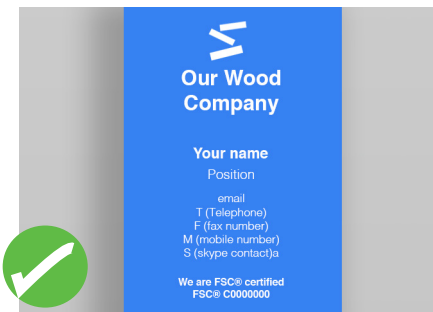 Our Wood
Company
Your name
Position
email
T (Telephone)
F (fax number)
M (mobile number)
S (skype contact)a
We are FSC® certified
FSC® C0000000